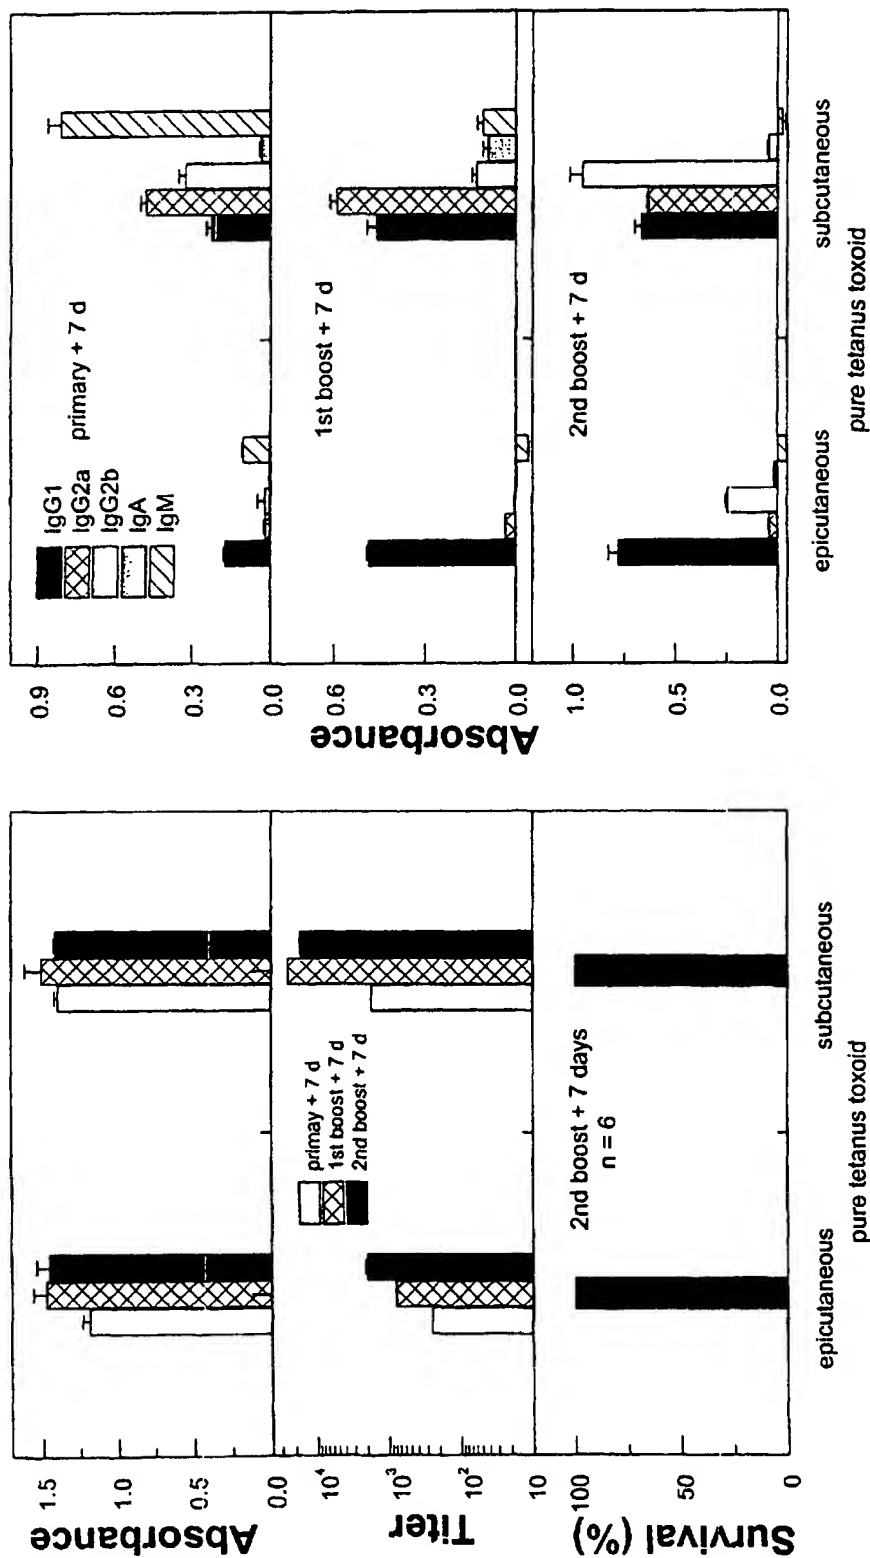 Absorbance
1.5
1.0
0.5
0.0
Titer
10⁴
10³
10²
10
primay + 7 d
1st boost + 7 d
2nd boost + 7 d
Survival (%)
100
50
0
2nd boost + 7 days
n = 6
epicutaneous
subcutaneous
pure tetanus toxoid
Absorbance
0.9
0.6
0.3
0.0
IgG1
IgG2a
IgG2b
IgA
IgM
primary + 7 d
0.6
0.3
0.0
1st boost + 7 d
1.0
0.5
0.0
2nd boost + 7 d
epicutaneous
subcutaneous
pure tetanus toxoid